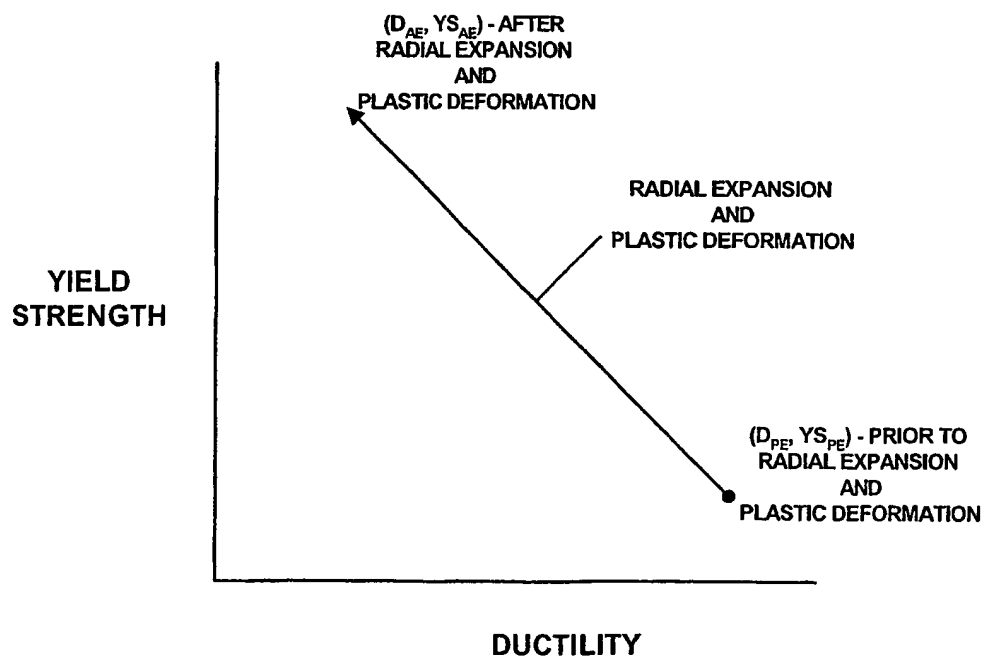 (D_AE, YS_AE) - AFTER
RADIAL EXPANSION
AND
PLASTIC DEFORMATION
RADIAL EXPANSION
AND
PLASTIC DEFORMATION
YIELD
STRENGTH
(D_PE, YS_PE) - PRIOR TO
RADIAL EXPANSION
AND
PLASTIC DEFORMATION
DUCTILITY